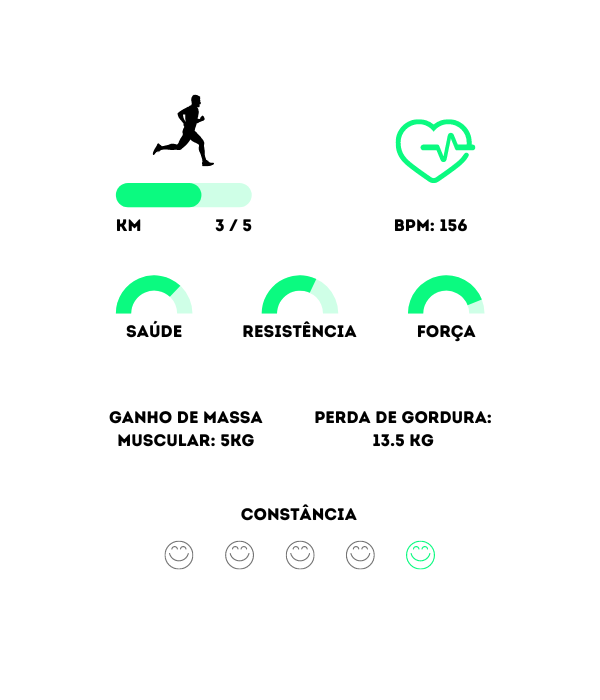 KM 3 / 5
BPM: 156
SAÚDE
RESISTÊNCIA
FORÇA
GANHO DE MASSA
MUSCULAR: 5KG
PERDA DE GORDURA:
13.5 KG
CONSTÂNCIA